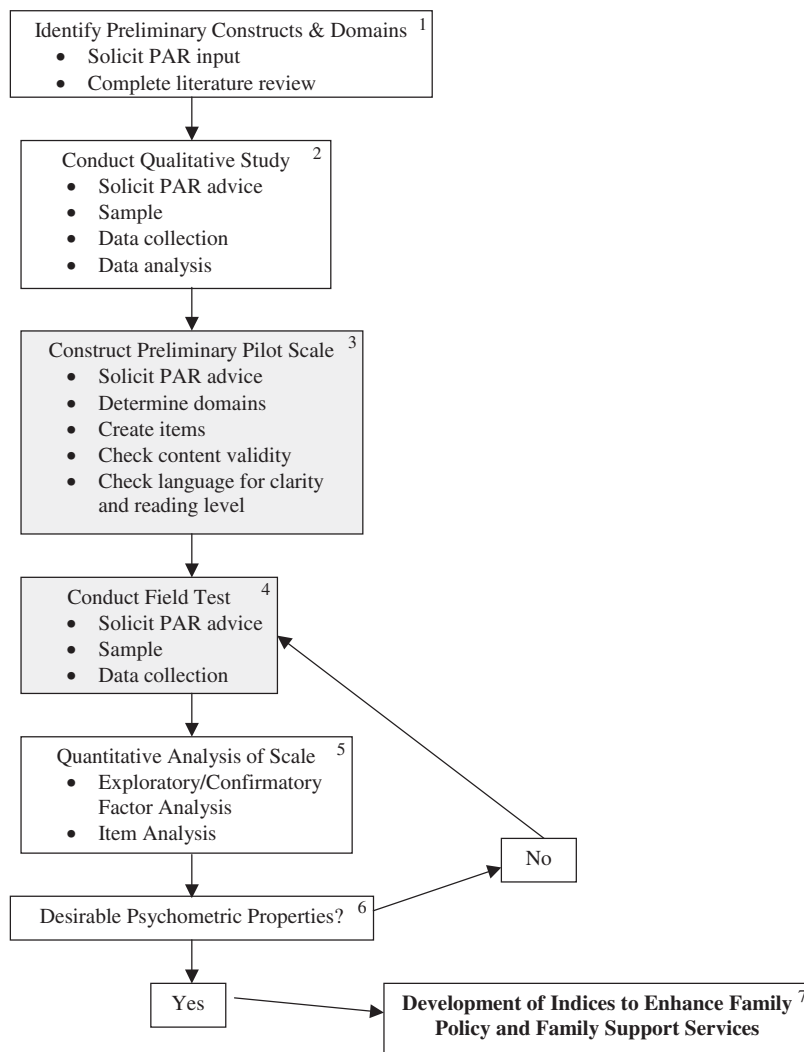 Identify Preliminary Constructs & Domains 1
• Solicit PAR input
• Complete literature review
Conduct Qualitative Study 2
• Solicit PAR advice
• Sample
• Data collection
• Data analysis
Construct Preliminary Pilot Scale 3
• Solicit PAR advice
• Determine domains
• Create items
• Check content validity
• Check language for clarity
and reading level
Conduct Field Test 4
• Solicit PAR advice
• Sample
• Data collection
Quantitative Analysis of Scale 5
• Exploratory/Confirmatory
Factor Analysis
• Item Analysis
No
Desirable Psychometric Properties? 6
Yes
Development of Indices to Enhance Family 7
Policy and Family Support Services